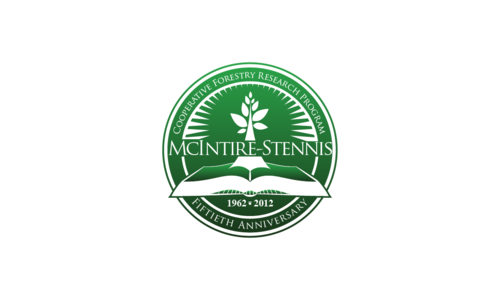 Cooperative Forestry Research Program
McIntire-Stennis
1962 • 2012
Fiftieth Anniversary